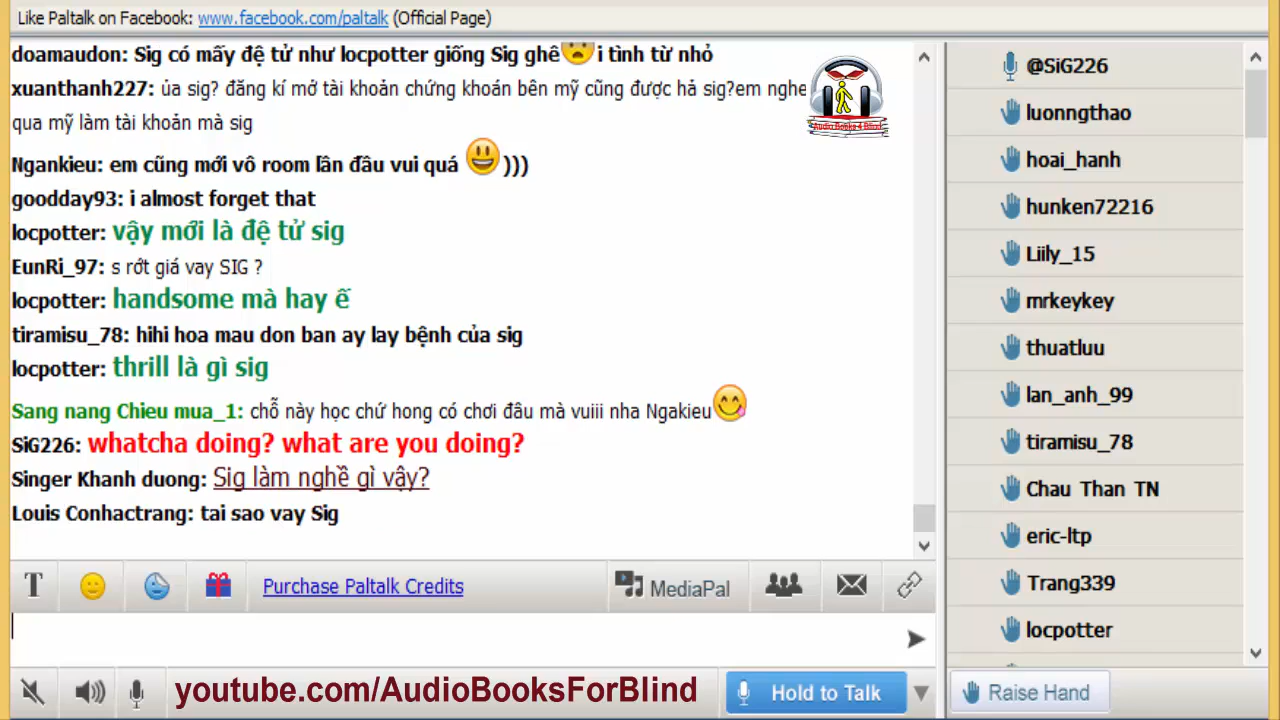 Like Paltalk on Facebook: www.facebook.com/paltalk (Official Page)
doamaudon: Sig có mấy đệ tử như locpotter giống Sig ghê i tình từ nhỏ
xuanthanh227: ủa sig? đăng kí mở tài khoản chứng khoán bên mỹ cũng được hả sig?em nghe
qua mỹ làm tài khoản mà sig
Ngankieu: em cũng mới vô room lần đầu vui quá )))
goodday93: i almost forget that
locpotter: vậy mới là đệ tử sig
EunRi_97: s rớt giá vay SIG ?
locpotter: handsome mà hay ế
tiramisu_78: hihi hoa mau don ban ay lay bệnh của sig
locpotter: thrill là gì sig
Sang nang Chieu mua_1: chỗ này học chứ hong có chơi đâu mà vuiii nha Ngakieu
SiG226: whatcha doing? what are you doing?
Singer Khanh duong: Sig làm nghề gì vậy?
Louis Conhactrang: tai sao vay Sig
Audio Books 4 Blind
@SiG226
luonngthao
hoai_hanh
hunken72216
Liily_15
mrkeykey
thuatluu
lan_anh_99
tiramisu_78
Chau Than TN
eric-ltp
Trang339
locpotter
T
Purchase Paltalk Credits
MediaPal
youtube.com/AudioBooksForBlind
Hold to Talk
Raise Hand